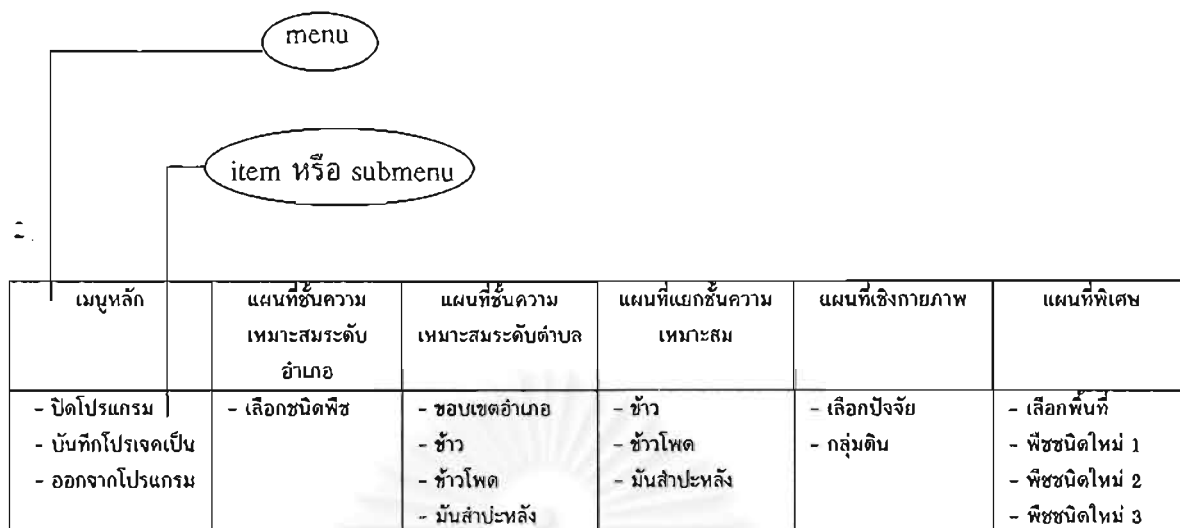 menu
item หรือ submenu
2.
เมนูหลัก
แผนที่ชั้นความ
เหมาะสมระดับ
อำเภอ
แผนที่ชั้นความ
เหมาะสมระดับตำบล
แผนที่แยกชั้นความ
เหมาะสม
แผนที่เชิงกายภาพ
แผนที่พิเศษ
- ปิดโปรแกรม
- บันทึกโปรเจคเป็น
- ออกจากโปรแกรม
- เลือกชนิดพืช
- ขอบเขตอำเภอ
- ข้าว
- ข้าวโพด
- มันสำปะหลัง
- ข้าว
- ข้าวโพด
- มันสำปะหลัง
- เลือกปัจจัย
- กลุ่มดิน
- เลือกพื้นที่
- พืชชนิดใหม่ 1
- พืชชนิดใหม่ 2
- พืชชนิดใหม่ 3